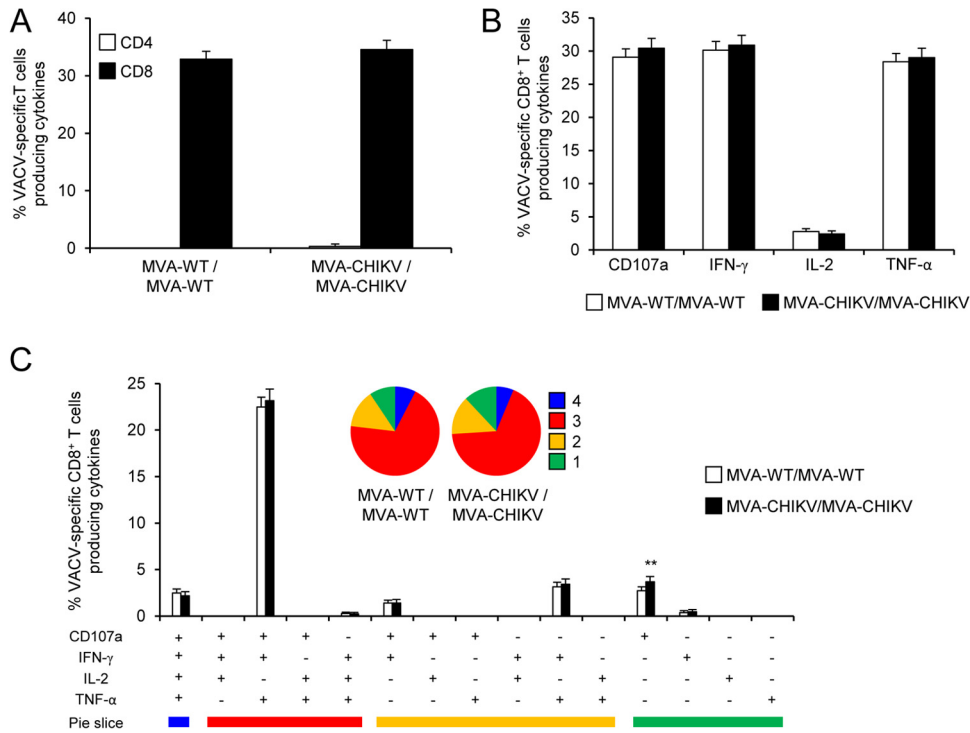 A
% VACV-specificT cells
producing cytokines
40
30
20
10
0
CD4
CD8
MVA-WT /
MVA-WT
MVA-CHIKV /
MVA-CHIKV
B
% VACV-specific CD8⁺ T cells
producing cytokines
35
30
25
20
15
10
5
0
CD107a IFN-γ IL-2 TNF-α
MVA-WT/MVA-WT MVA-CHIKV/MVA-CHIKV
C
% VACV-specific CD8⁺ T cells
producing cytokines
25
20
15
10
5
0
4
3
2
1
MVA-WT /
MVA-WT
MVA-CHIKV /
MVA-CHIKV
MVA-WT/MVA-WT
MVA-CHIKV/MVA-CHIKV
**
CD107a + + + + - + + + - - - + - - -
IFN-γ + + + - + + - - + + - - + - -
IL-2 + + - + + - + - + - + - - + -
TNF-α + - + + + - - + - + + - - - +
Pie slice